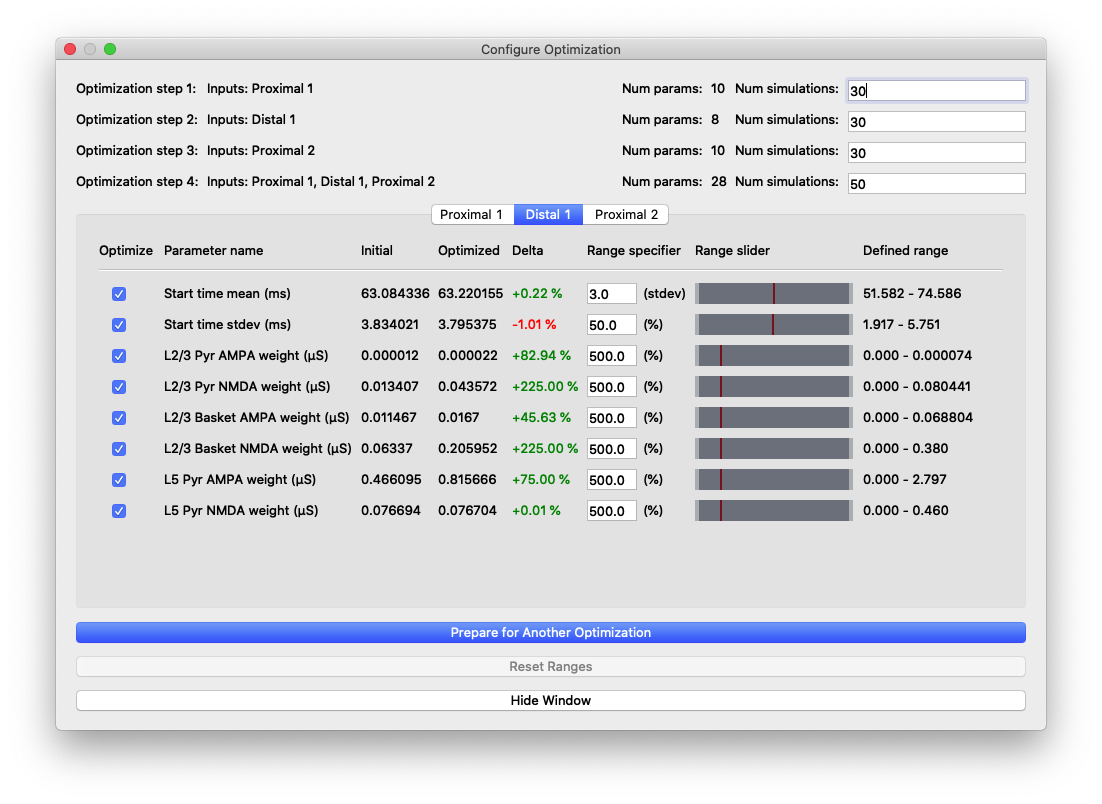 Configure Optimization
Optimization step 1: Inputs: Proximal 1 Num params: 10 Num simulations: 30
Optimization step 2: Inputs: Distal 1 Num params: 8 Num simulations: 30
Optimization step 3: Inputs: Proximal 2 Num params: 10 Num simulations: 30
Optimization step 4: Inputs: Proximal 1, Distal 1, Proximal 2 Num params: 28 Num simulations: 50
Proximal 1 Distal 1 Proximal 2
Optimize Parameter name Initial Optimized Delta Range specifier Range slider Defined range
Start time mean (ms) 63.084336 63.220155 +0.22 % 3.0 (stdev) 51.582 - 74.586
Start time stdev (ms) 3.834021 3.795375 -1.01 % 50.0 (%) 1.917 - 5.751
L2/3 Pyr AMPA weight (µS) 0.000012 0.000022 +82.94 % 500.0 (%) 0.000 - 0.000074
L2/3 Pyr NMDA weight (µS) 0.013407 0.043572 +225.00 % 500.0 (%) 0.000 - 0.080441
L2/3 Basket AMPA weight (µS) 0.011467 0.0167 +45.63 % 500.0 (%) 0.000 - 0.068804
L2/3 Basket NMDA weight (µS) 0.06337 0.205952 +225.00 % 500.0 (%) 0.000 - 0.380
L5 Pyr AMPA weight (µS) 0.466095 0.815666 +75.00 % 500.0 (%) 0.000 - 2.797
L5 Pyr NMDA weight (µS) 0.076694 0.076704 +0.01 % 500.0 (%) 0.000 - 0.460
Prepare for Another Optimization
Reset Ranges
Hide Window